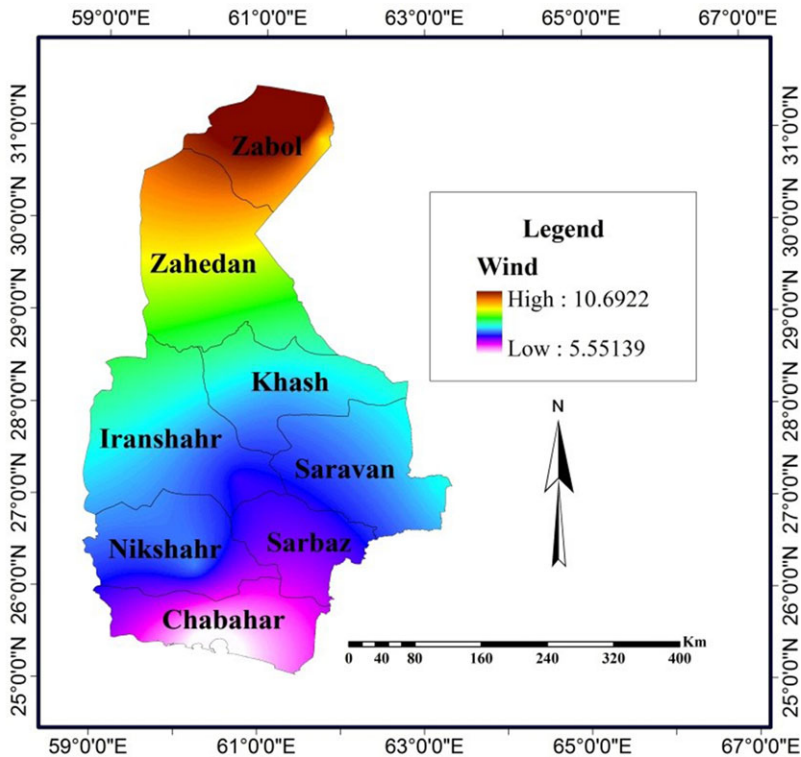 59°0'0"E 61°0'0"E 63°0'0"E 65°0'0"E 67°0'0"E
31°0'0"N
30°0'0"N
29°0'0"N
28°0'0"N
27°0'0"N
26°0'0"N
25°0'0"N
Zabol
Zahedan
Khash
Iranshahr
Saravan
Nikshahr
Sarbaz
Chabahar
Legend
Wind
High : 10.6922
Low : 5.55139
N
Km
0 40 80 160 240 320 400
31°0'0"N
30°0'0"N
29°0'0"N
28°0'0"N
27°0'0"N
26°0'0"N
25°0'0"N
59°0'0"E 61°0'0"E 63°0'0"E 65°0'0"E 67°0'0"E